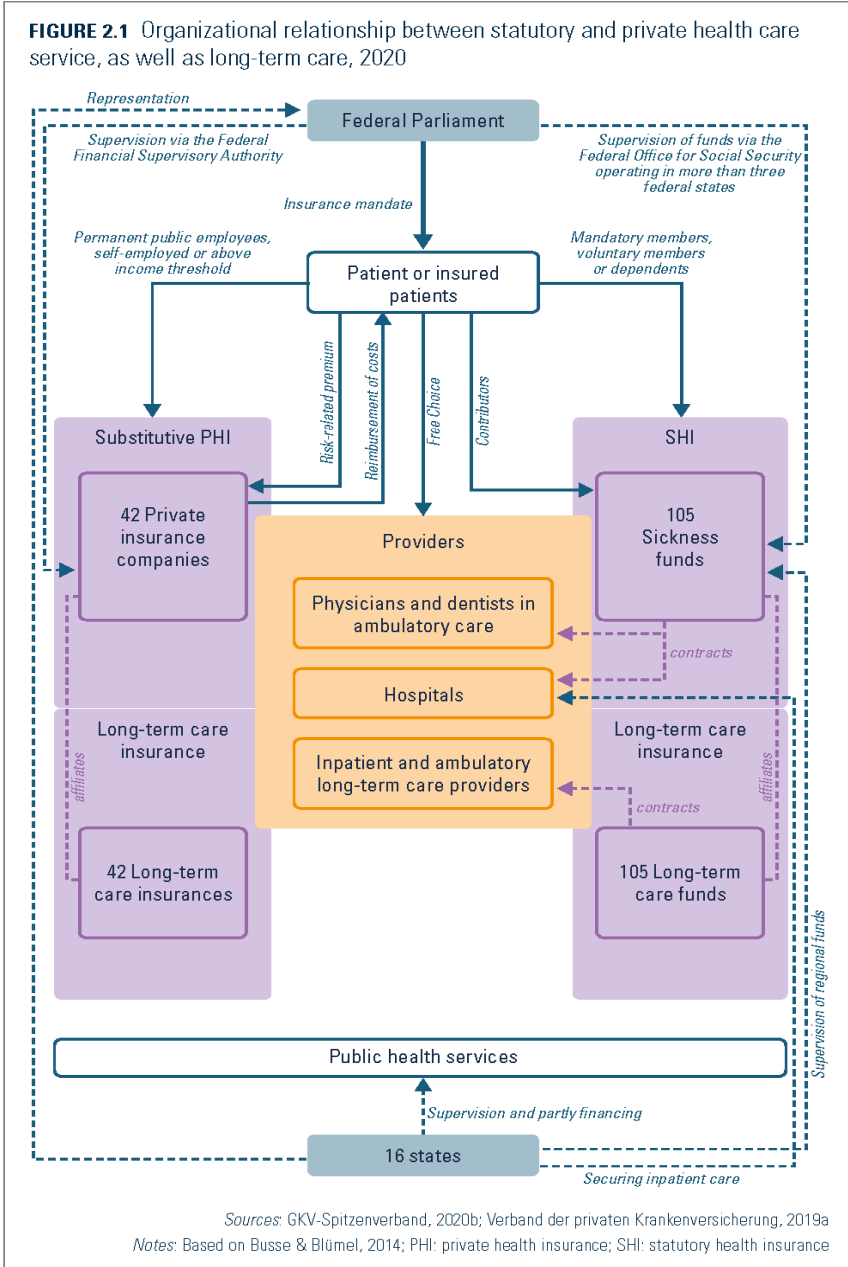 FIGURE 2.1 Organizational relationship between statutory and private health care
service, as well as long-term care, 2020
Representation
Federal Parliament
Supervision via the Federal
Financial Supervisory Authority
Supervision of funds via the
Federal Office for Social Security
operating in more than three
federal states
Insurance mandate
Permanent public employees,
self-employed or above
income threshold
Mandatory members,
voluntary members
or dependents
Patient or insured
patients
Risk-ralated premium
Reimbursement of costs
Free Choice
Contributors
Substitutive PHI
SHI
42 Private
insurance
companies
105
Sickness
funds
Providers
Physicians and dentists in
ambulatory care
contracts
Hospitals
Long-term care
insurance
Long-term care
insurance
affiliates
affiliates
Inpatient and ambulatory
long-term care providers
contracts
42 Long-term
care insurances
105 Long-term
care funds
Supervision of regional funds
Public health services
Supervision and partly financing
16 states
Securing inpatient care
Sources: GKV-Spitzenverband, 2020b; Verband der privaten Krankenversicherung, 2019a
Notes: Based on Busse & Blümel, 2014; PHI: private health insurance; SHI: statutory health insurance